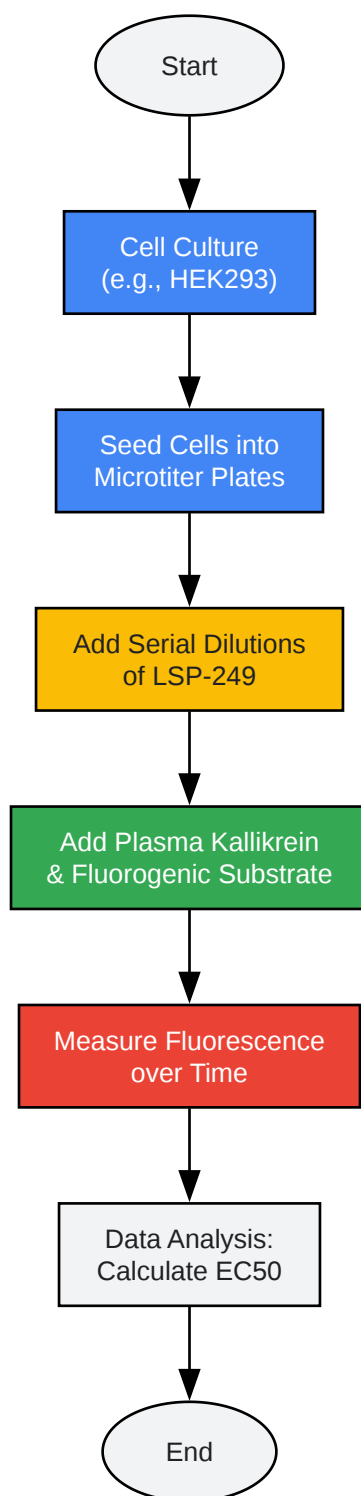 Start
Cell Culture
(e.g., HEK293)
Seed Cells into
Microtiter Plates
Add Serial Dilutions
of LSP-249
Add Plasma Kallikrein
& Fluorogenic Substrate
Measure Fluorescence
over Time
Data Analysis:
Calculate EC50
End